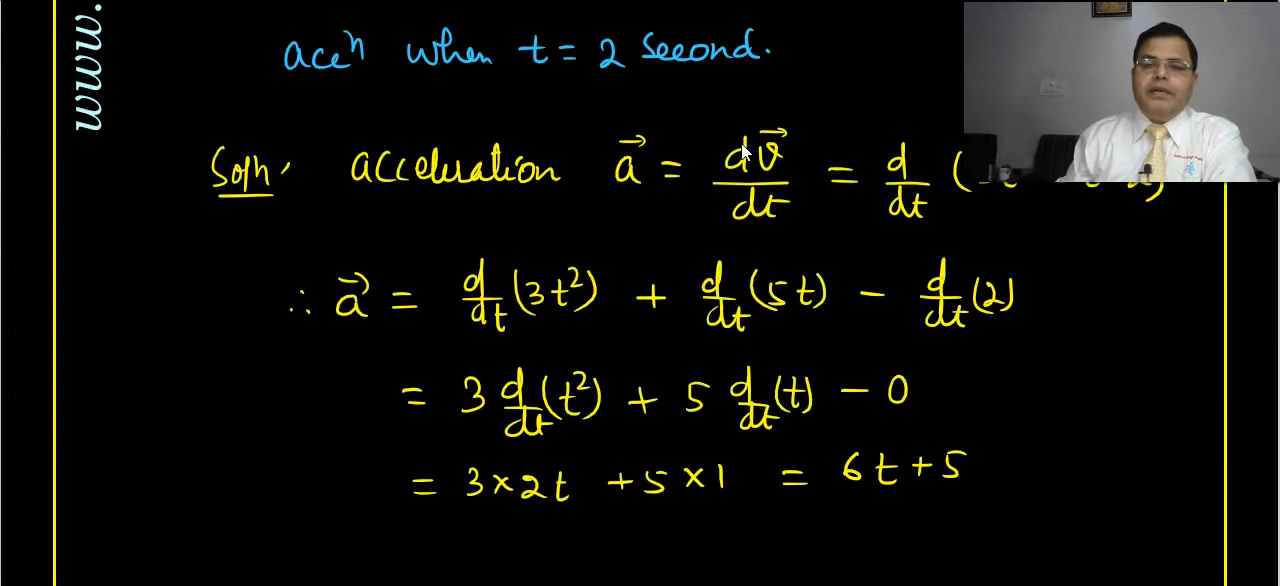 www.
aceⁿ when t = 2 second.
Solⁿ. acceleration a⃗ = dv⃗/dt = d/dt (
∴ a⃗ = d/dt(3t²) + d/dt(5t) − d/dt(2)
= 3 d/dt(t²) + 5 d/dt(t) − 0
= 3×2t + 5×1 = 6t+5